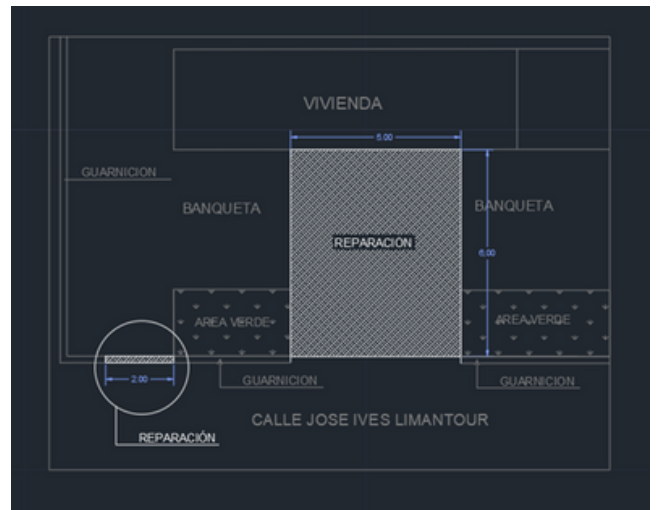 VIVIENDA
5.00
GUARNICION
BANQUETA
BANQUETA
REPARACIÓN
6.00
AREA VERDE
AREA VERDE
2.00
GUARNICION
GUARNICION
CALLE JOSE IVES LIMANTOUR
REPARACIÓN